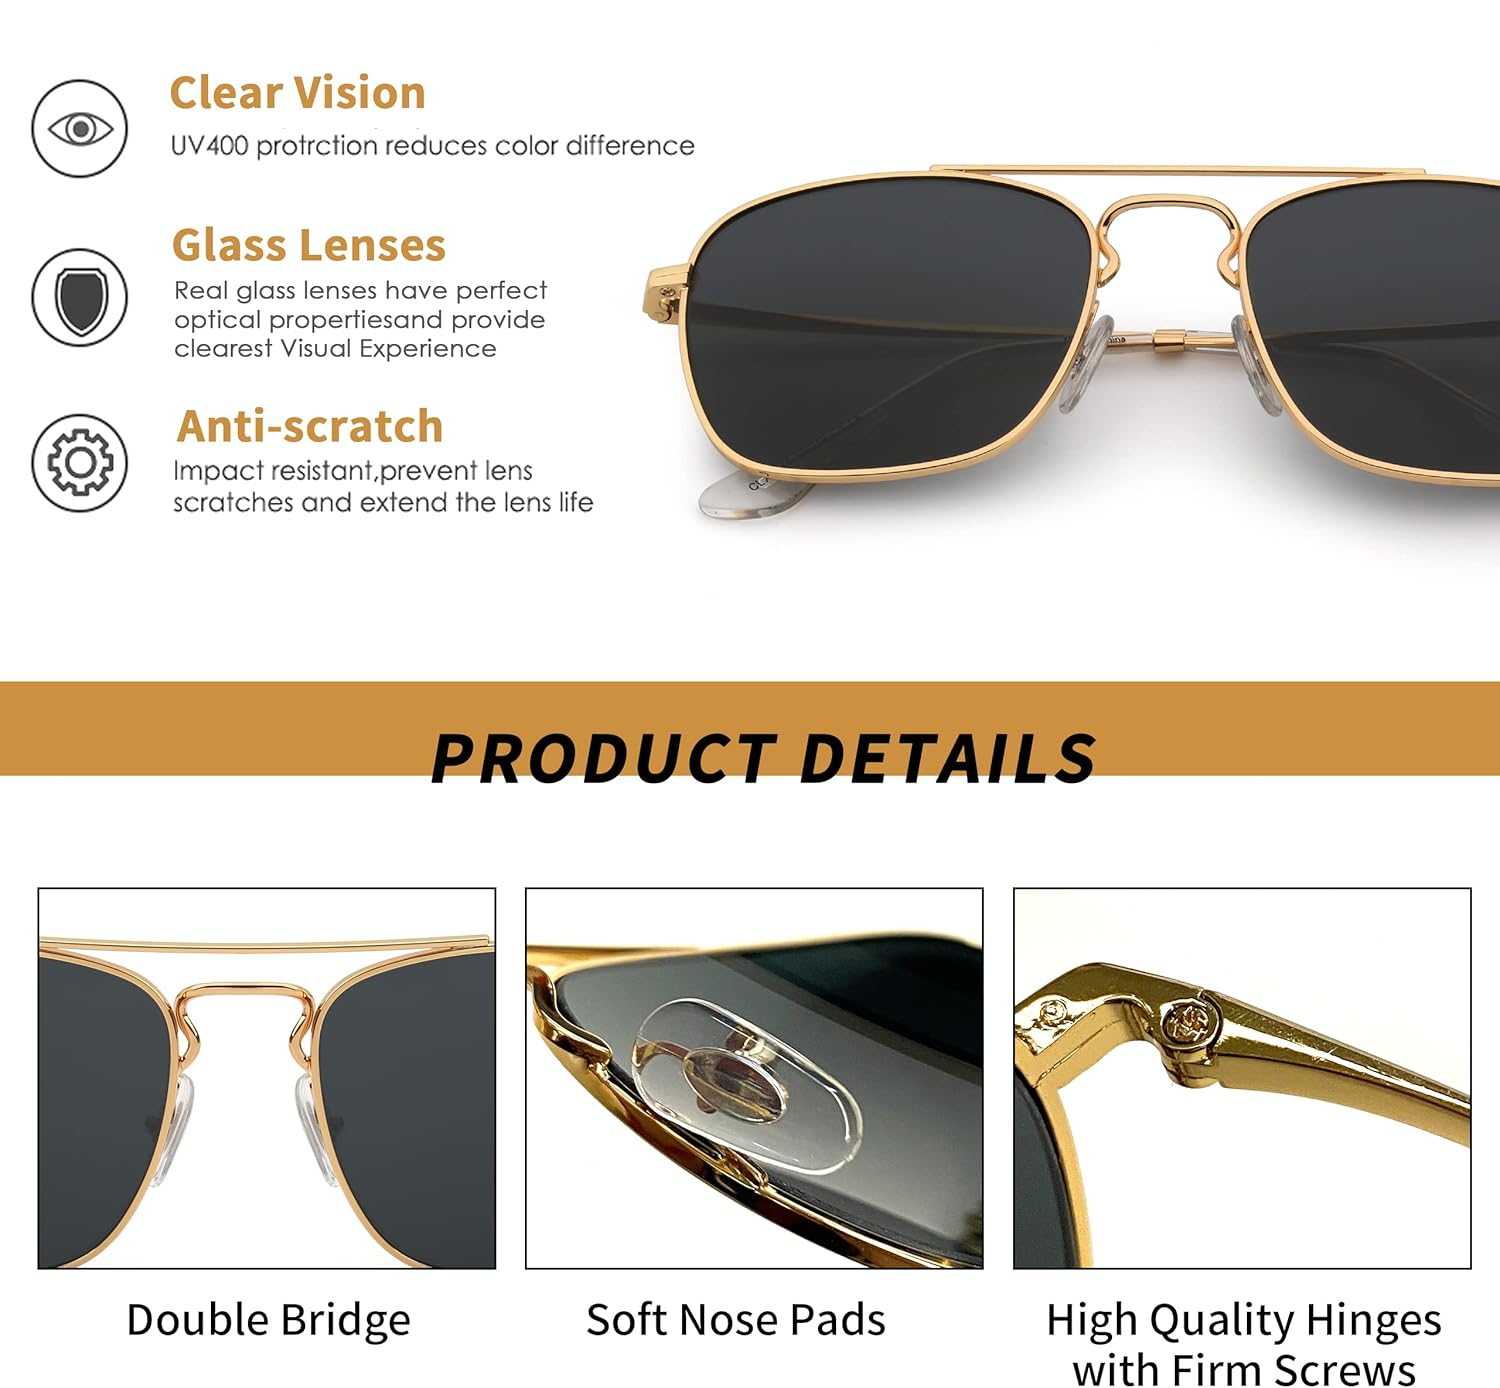 Clear Vision
UV400 protrction reduces color difference
Glass Lenses
Real glass lenses have perfect
optical propertiesand provide
clearest Visual Experience
Anti-scratch
Impact resistant,prevent lens
scratches and extend the lens life
PRODUCT DETAILS
Double Bridge
Soft Nose Pads
High Quality Hinges
with Firm Screws